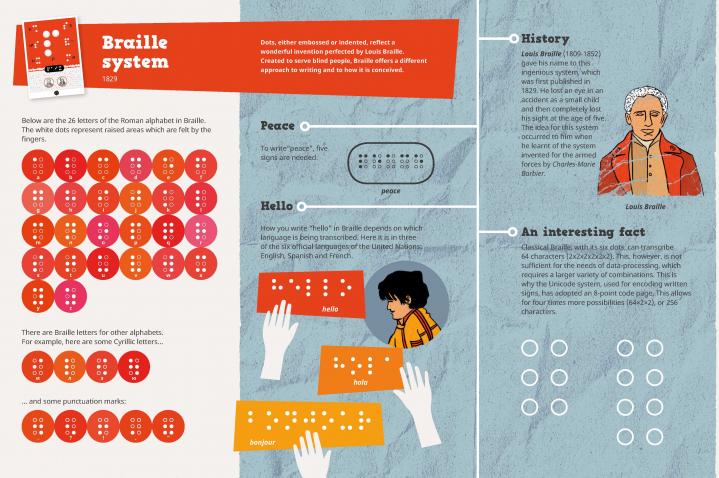 Braille
system
1829
Dots, either embossed or indented, reflect a
wonderful invention perfected by Louis Braille.
Created to serve blind people, Braille offers a different
approach to writing and to how it is conceived.
Below are the 26 letters of the Roman alphabet in Braille.
The white dots represent raised areas which are felt by the
fingers.
a b c e f
g h i j k l
m n o p q r
s t u v w
y z
There are Braille letters for other alphabets.
For example, here are some Cyrillic letters...
... and some punctuation marks:
Peace
To write"peace", five
signs are needed.
peace
Hello
How you write "hello" in Braille depends on which
language is being transcribed. Here it is in three
of the six official languages of the United Nations:
English, Spanish and French.
hello
hola
bonjour
History
Louis Braille (1809-1852)
gave his name to this
ingenious system, which
was first published in
1829. He lost an eye in an
accident as a small child
and then completely lost
his sight at the age of five.
The idea for this system
occurred to him when
he learnt of the system
invented for the armed
forces by Charles-Marie
Barbier.
Louis Braille
An interesting fact
Classical Braille, with its six dots, can transcribe
64 characters (2x2x2x2x2x2). This, however, is not
sufficient for the needs of data-processing, which
requires a larger variety of combinations. This is
why the Unicode system, used for encoding written
signs, has adopted an 8-point code page. This allows
for four times more possibilities (64×2×2), or 256
characters.